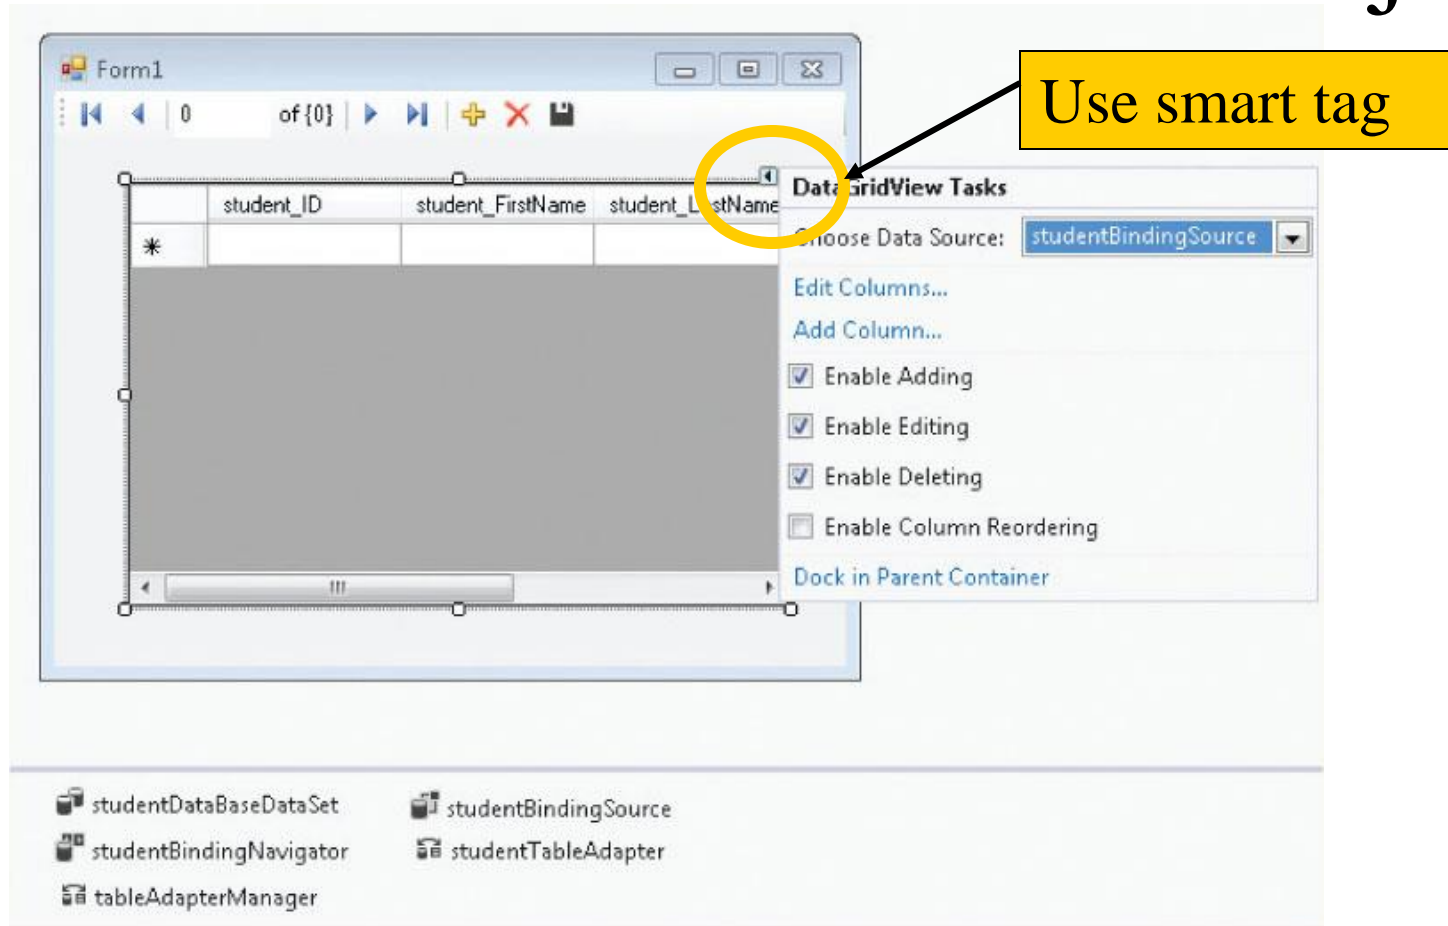 Form1
Use smart tag
0 of {0}
DataGridView Tasks
student_ID student_FirstName student_LastName
Choose Data Source: studentBindingSource
Edit Columns...
Add Column...
Enable Adding
Enable Editing
Enable Deleting
Enable Column Reordering
Dock in Parent Container
studentDataBaseDataSet studentBindingSource
studentBindingNavigator studentTableAdapter
tableAdapterManager